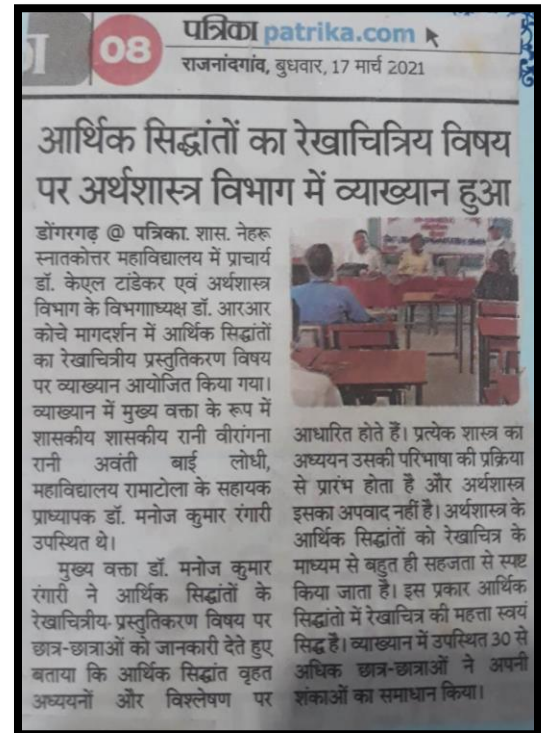 08
पत्रिका patrika.com
राजनांदगांव, बुधवार, 17 मार्च 2021
आर्थिक सिद्धांतों का रेखाचित्रिय विषय
पर अर्थशास्त्र विभाग में व्याख्यान हुआ
डोंगरगढ़ @ पत्रिका. शास. नेहरू
स्नातकोत्तर महाविद्यालय में प्राचार्य
डॉ. केएल टांडेकर एवं अर्थशास्त्र
विभाग के विभगााध्यक्ष डॉ. आरआर
कोचे मागदर्शन में आर्थिक सिद्धांतों
का रेखाचित्रीय प्रस्तुतिकरण विषय
पर व्याख्यान आयोजित किया गया।
व्याख्यान में मुख्य वक्ता के रूप में
शासकीय शासकीय रानी वीरांगना
रानी अवंती बाई लोधी,
महाविद्यालय रामाटोला के सहायक
प्राध्यापक डॉ. मनोज कुमार रंगारी
उपस्थित थे।
मुख्य वक्ता डॉ. मनोज कुमार
रंगारी ने आर्थिक सिद्धांतों के
रेखाचित्रीय प्रस्तुतिकरण विषय पर
छात्र-छात्राओं को जानकारी देते हुए
बताया कि आर्थिक सिद्धांत वृहत
अध्ययनों और विश्लेषण पर
आधारित होते हैं। प्रत्येक शास्त्र का
अध्ययन उसकी परिभाषा की प्रक्रिया
से प्रारंभ होता है और अर्थशास्त्र
इसका अपवाद नहीं है। अर्थशास्त्र के
आर्थिक सिद्धांतों को रेखाचित्र के
माध्यम से बहुत ही सहजता से स्पष्ट
किया जाता है। इस प्रकार आर्थिक
सिद्धांतो में रेखाचित्र की महत्ता स्वयं
सिद्ध है। व्याख्यान में उपस्थित 30 से
अधिक छात्र-छात्राओं ने अपनी
शंकाओं का समाधान किया।